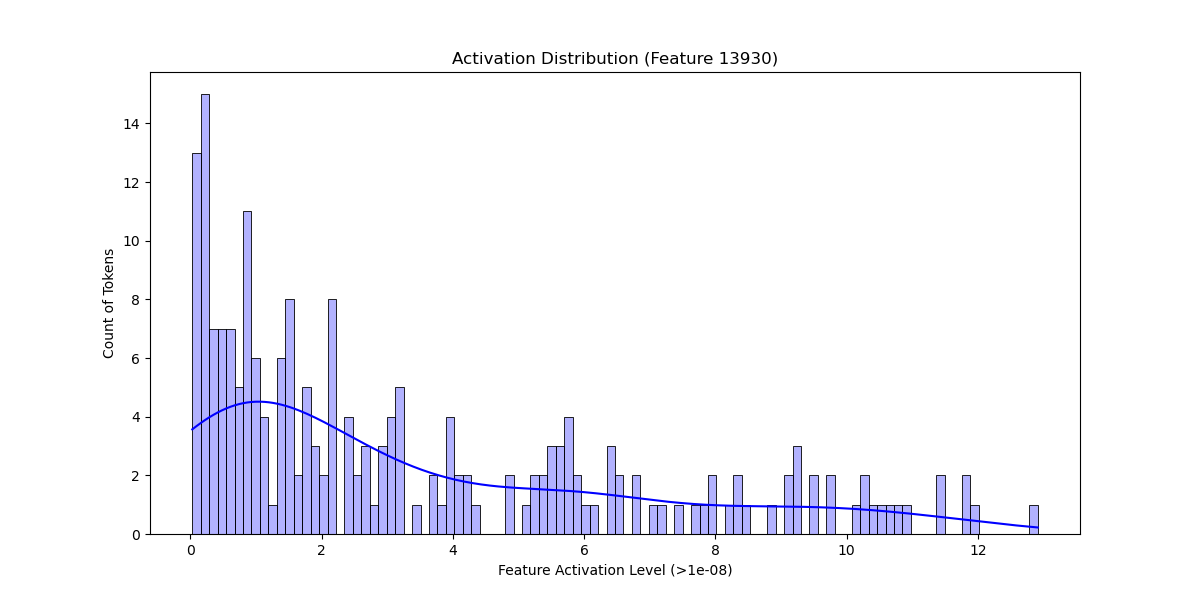 Activation Distribution (Feature 13930)
Count of Tokens
14
12
10
8
6
4
2
0
0 2 4 6 8 10 12
Feature Activation Level (>1e-08)